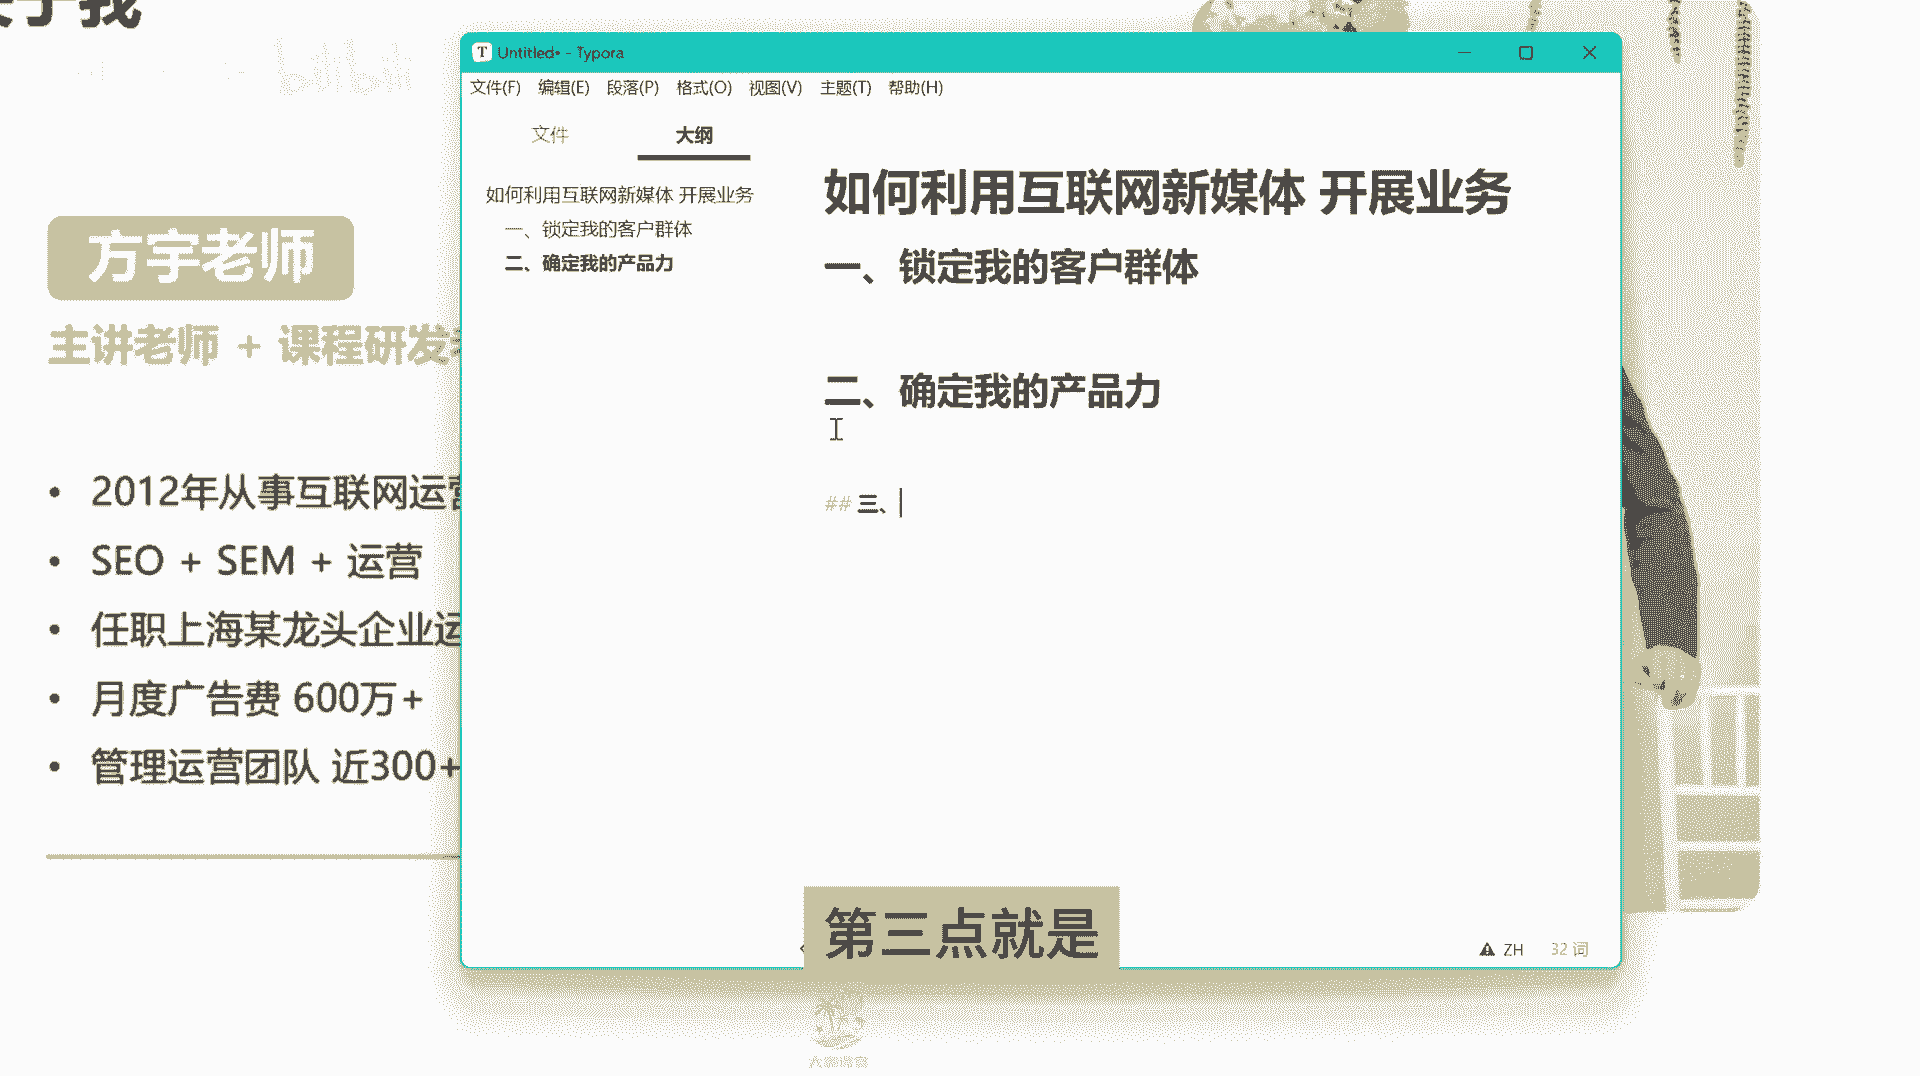 于我
bilibili
方宇老师
主讲老师 + 课程研发
2012年从事互联网运营
SEO + SEM + 运营
任职上海某龙头企业运
月度广告费 600万+
管理运营团队 近300+
Untitled• - Typora
文件(F) 编辑(E) 段落(P) 格式(O) 视图(V) 主题(T) 帮助(H)
文件 大纲
如何利用互联网新媒体 开展业务
一、锁定我的客户群体
二、确定我的产品力
如何利用互联网新媒体 开展业务
一、锁定我的客户群体
二、确定我的产品力
## 三、
第三点就是
ZH 32 词